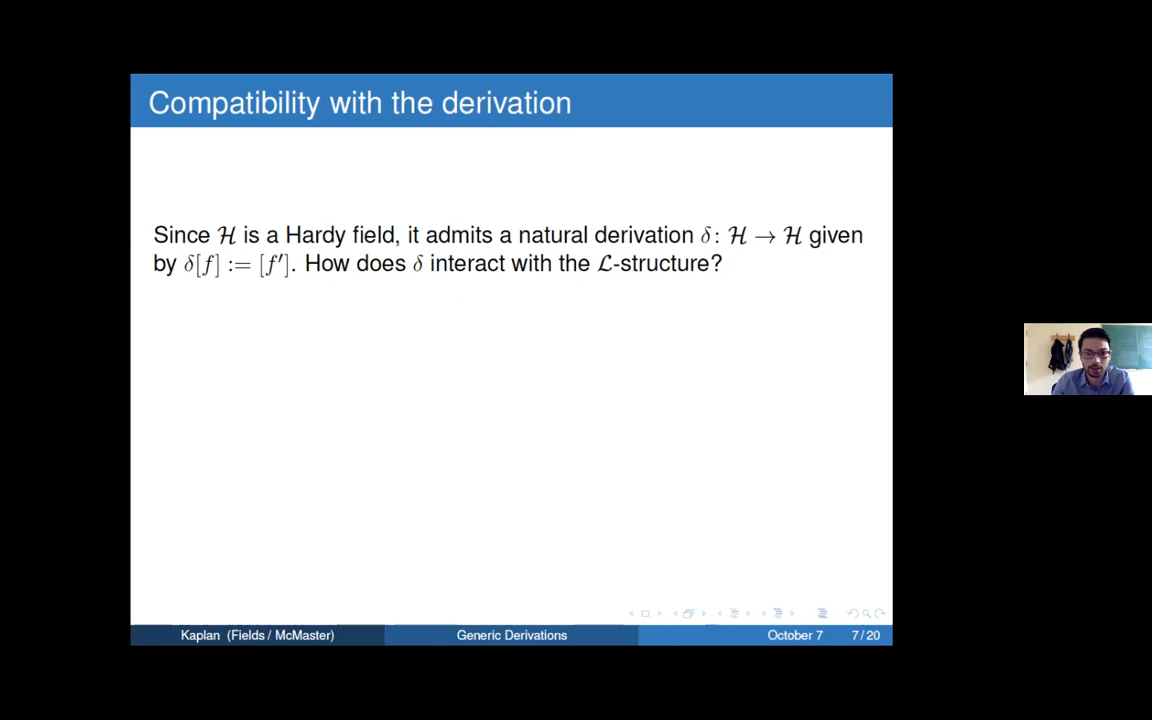 Compatibility with the derivation
Since ℋ is a Hardy field, it admits a natural derivation δ: ℋ → ℋ given
by δ[f] := [f′]. How does δ interact with the ℒ-structure?
Kaplan (Fields / McMaster) Generic Derivations October 7 7 / 20